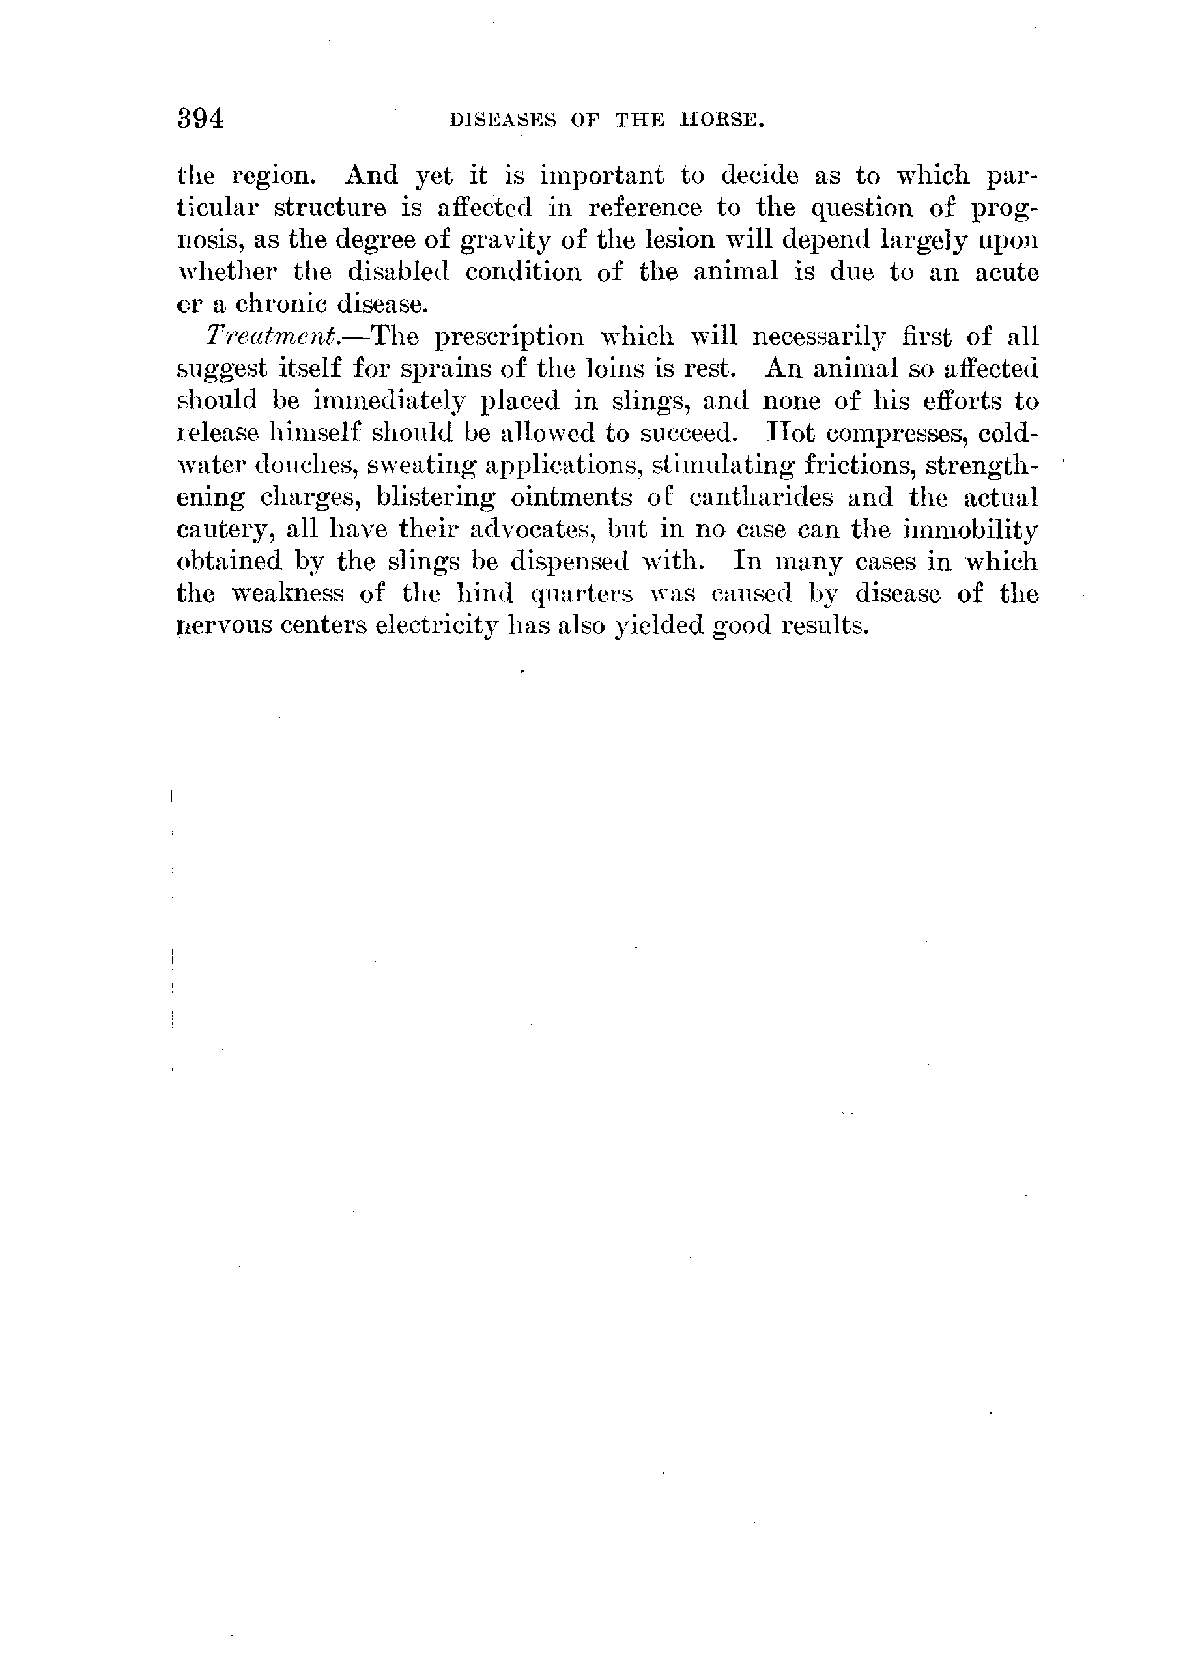 394 DISEASES OF THE HORSE.
the region. And yet it is important to decide as to which par-
ticular structure is affected in reference to the question of prog-
nosis, as the degree of gravity of the lesion will depend largely upon
whether the disabled condition of the animal is due to an acute
or a chronic disease.
Treatment.—The prescription which will necessarily first of all
suggest itself for sprains of the loins is rest. An animal so affected
should be immediately placed in slings, and none of his efforts to
release himself should be allowed to succeed. Hot compresses, cold-
water douches, sweating applications, stimulating frictions, strength-
ening charges, blistering ointments of cantharides and the actual
cautery, all have their advocates, but in no case can the immobility
obtained by the slings be dispensed with. In many cases in which
the weakness of the hind quarters was caused by disease of the
nervous centers electricity has also yielded good results.